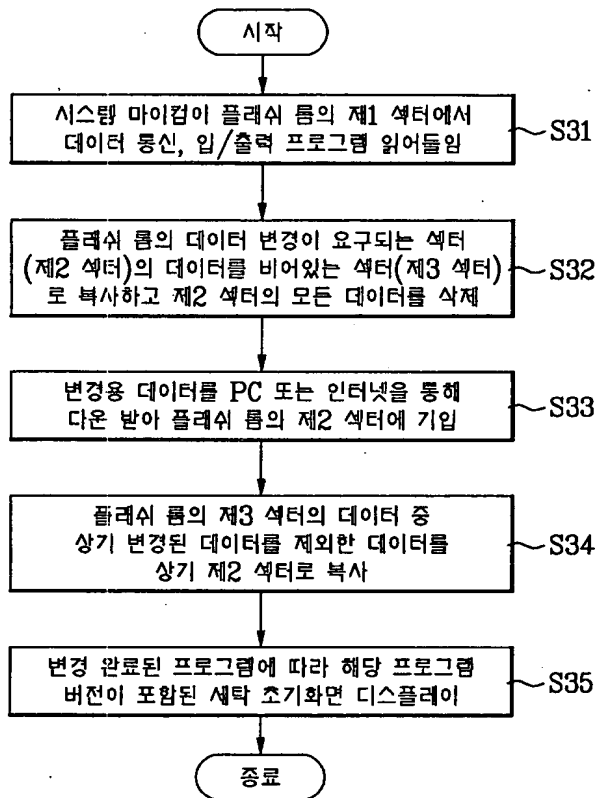 시작
시스템 마이컴이 플래쉬 롬의 제1 섹터에서
데이터 통신, 입/출력 프로그램 읽어들임
S31
플래쉬 롬의 데이터 변경이 요구되는 섹터
(제2 섹터)의 데이터를 비어있는 섹터(제3 섹터)
로 복사하고 제2 섹터의 모든 데이터를 삭제
S32
변경용 데이터를 PC 또는 인터넷을 통해
다운 받아 플래쉬 롬의 제2 섹터에 기입
S33
플래쉬 롬의 제3 섹터의 데이터 중
상기 변경된 데이터를 제외한 데이터를
상기 제2 섹터로 복사
S34
변경 완료된 프로그램에 따라 해당 프로그램
버전이 포함된 세탁 초기화면 디스플레이
S35
종료